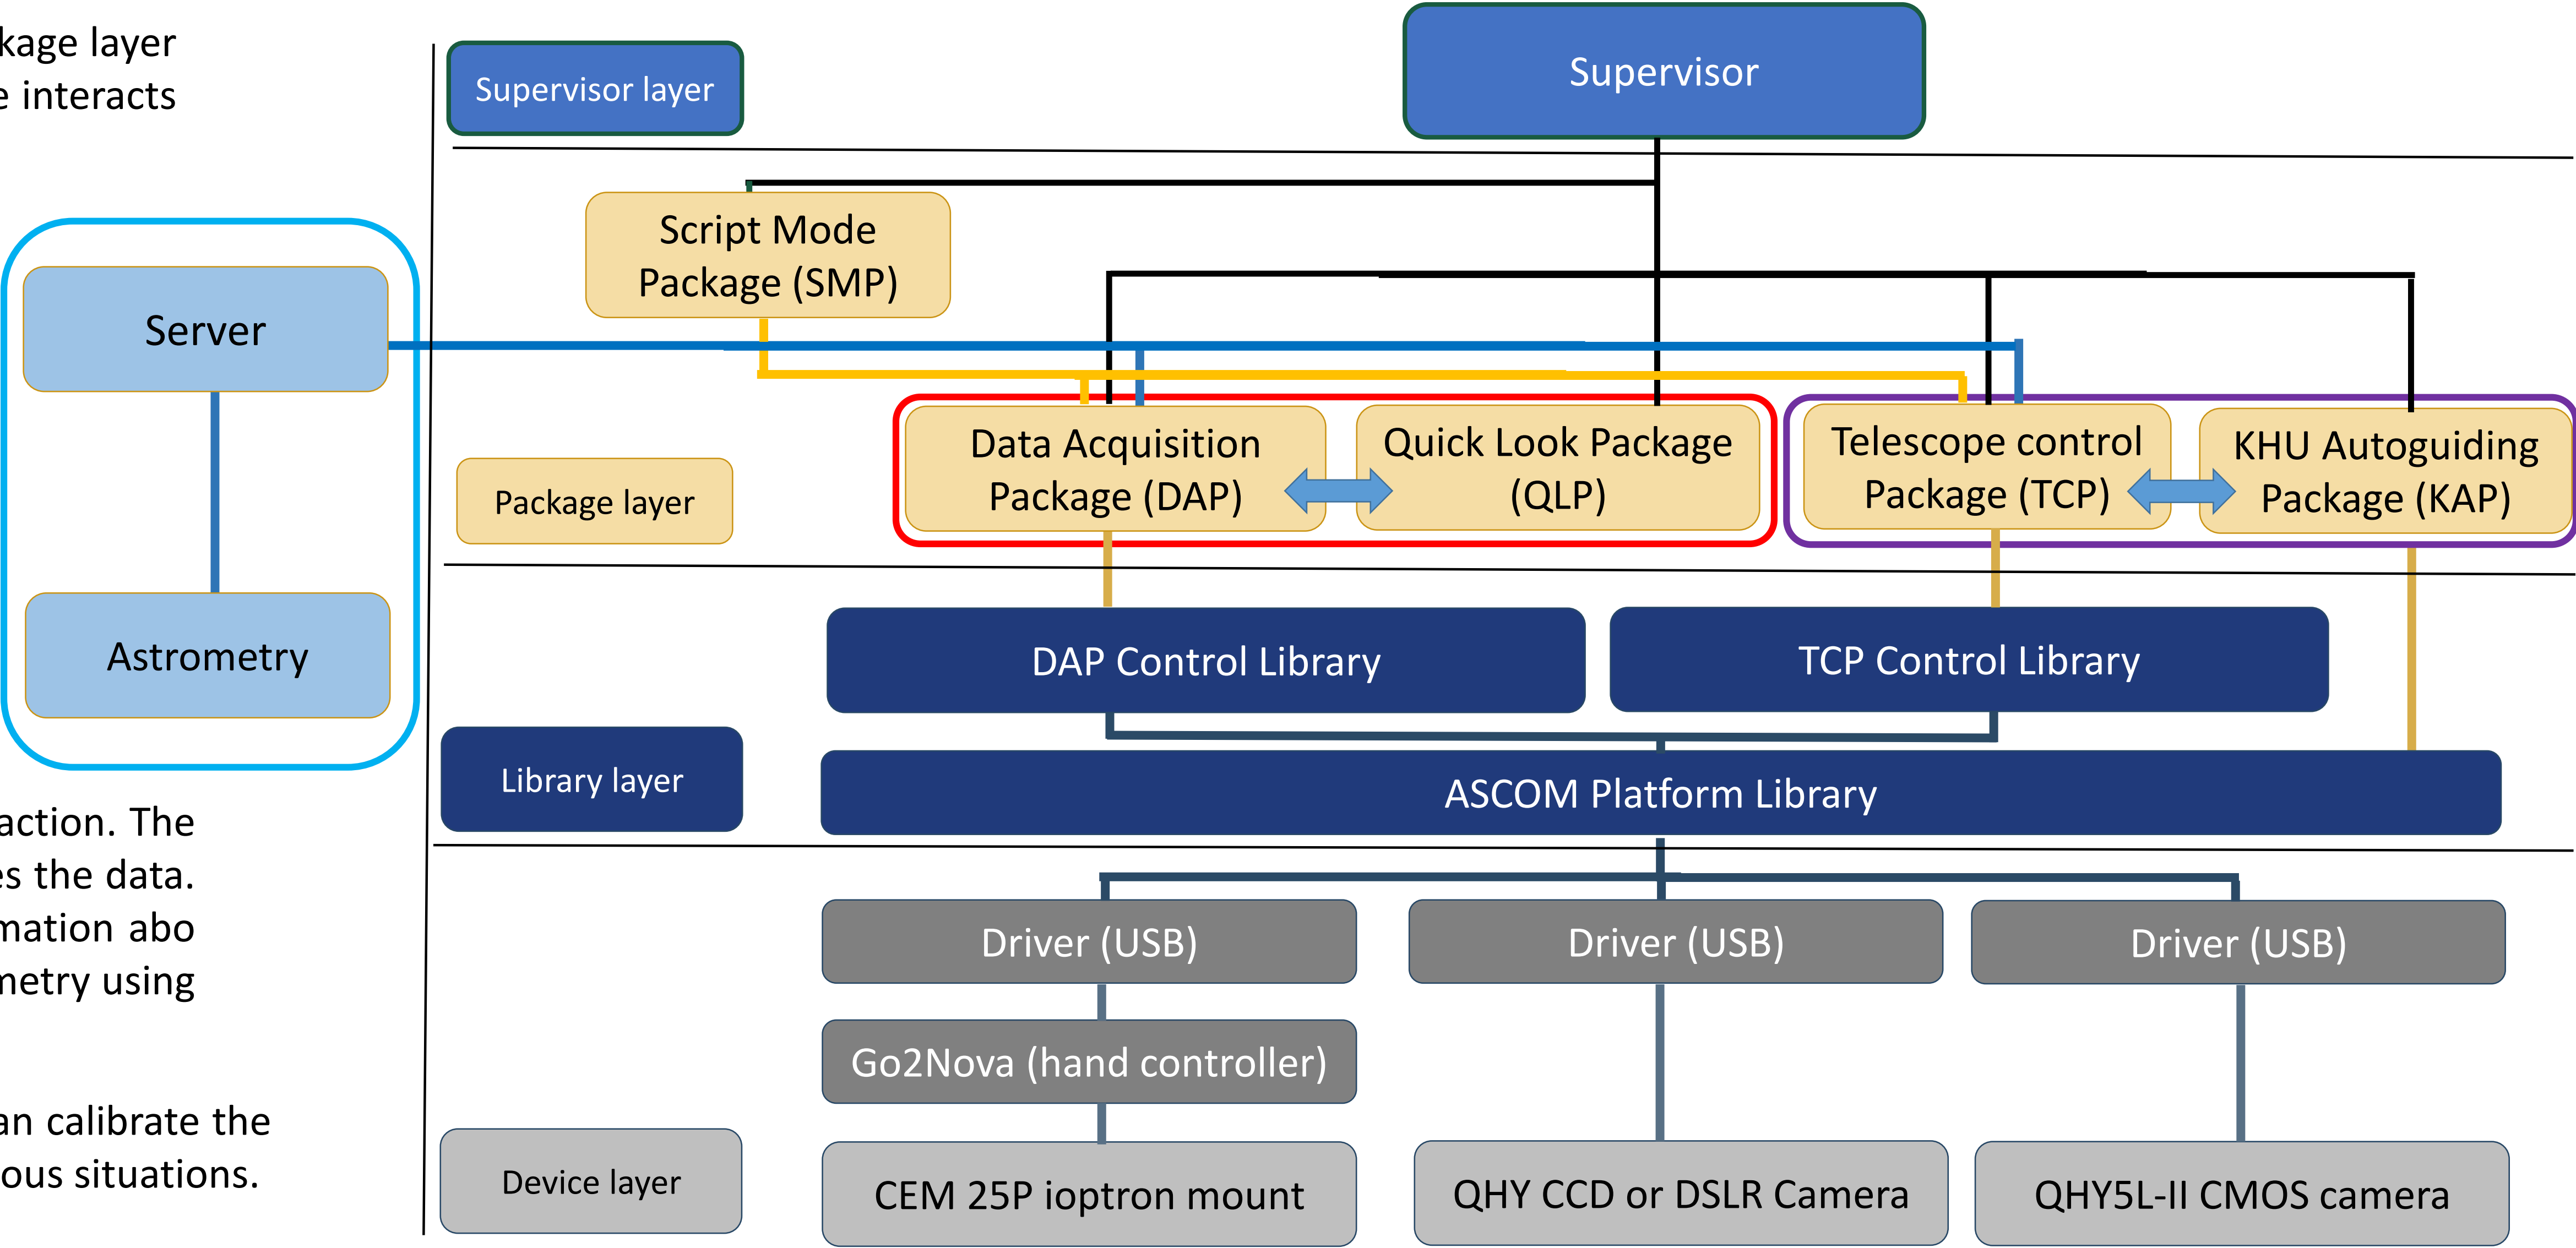 kage layer
e interacts
Supervisor layer
Supervisor
Script Mode
Package (SMP)
Server
Astrometry
Package layer
Data Acquisition
Package (DAP)
Quick Look Package
(QLP)
Telescope control
Package (TCP)
KHU Autoguiding
Package (KAP)
DAP Control Library
TCP Control Library
Library layer
ASCOM Platform Library
action. The
es the data.
mation abo
metry using
an calibrate the
ous situations.
Driver (USB)
Driver (USB)
Driver (USB)
Go2Nova (hand controller)
Device layer
CEM 25P ioptron mount
QHY CCD or DSLR Camera
QHY5L-II CMOS camera